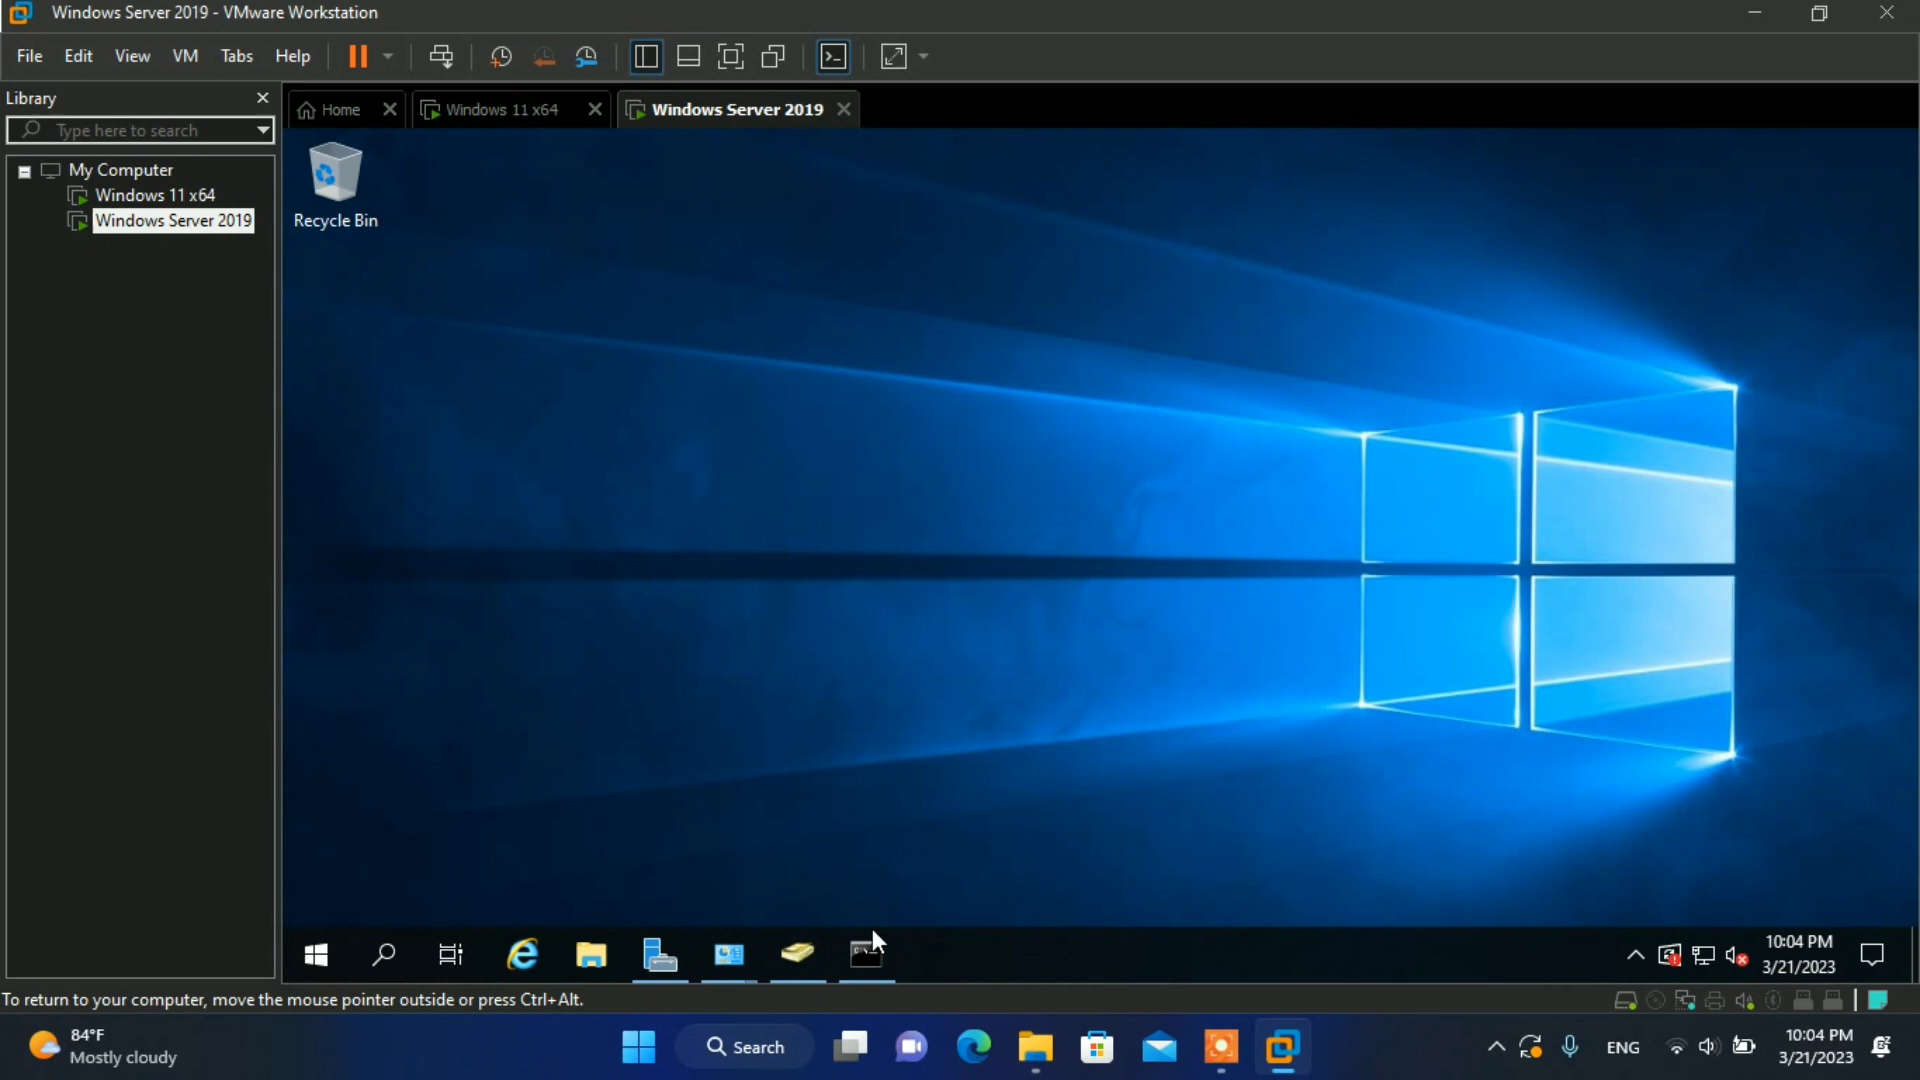 Windows Server 2019 - VMware Workstation
File Edit View VM Tabs Help
Library
Home
Windows 11 x64
Windows Server 2019
Type here to search
My Computer
Windows 11 x64
Windows Server 2019
Recycle Bin
10:04 PM
3/21/2023
To return to your computer, move the mouse pointer outside or press Ctrl+Alt.
84°F
Mostly cloudy
Search
ENG
10:04 PM
3/21/2023